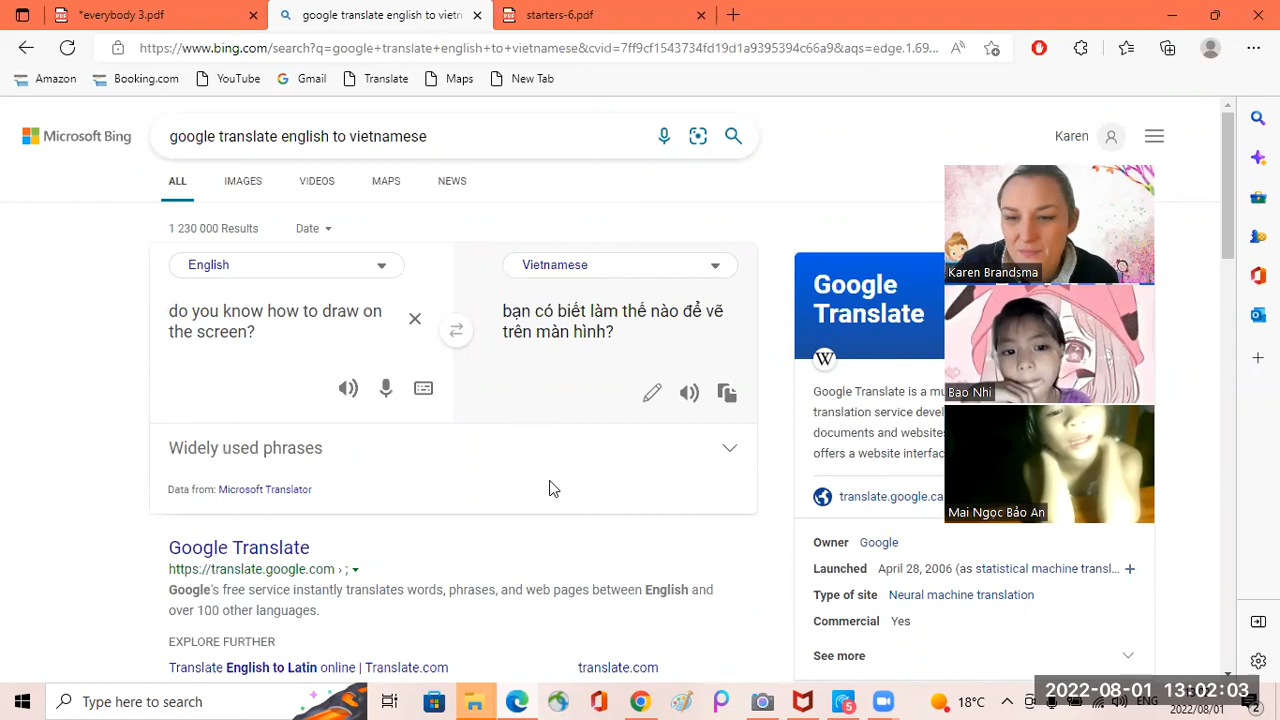 *everybody 3.pdf
google translate english to vietn
starters-6.pdf
https://www.bing.com/search?q=google+translate+english+to+vietnamese&cvid=7ff9cf1543734fd19d1a9395394c66a9&aqs=edge.1.69...
Amazon
Booking.com
YouTube
Gmail
Translate
Maps
New Tab
Microsoft Bing
google translate english to vietnamese
Karen
ALL
IMAGES
VIDEOS
MAPS
NEWS
1 230 000 Results
Date
English
Vietnamese
do you know how to draw on
the screen?
bạn có biết làm thế nào để vẽ
trên màn hình?
Widely used phrases
Data from: Microsoft Translator
Google Translate
https://translate.google.com › ;
Google's free service instantly translates words, phrases, and web pages between English and
over 100 other languages.
EXPLORE FURTHER
Translate English to Latin online | Translate.com
translate.com
Google
Translate
W
Google Translate is a mu
translation service devel
documents and websites
offers a website interfac
translate.google.ca
Owner Google
Launched April 28, 2006 (as statistical machine transl...
Type of site Neural machine translation
Commercial Yes
See more
Karen Brandsma
Bao Nhi
Mai Ngọc Bảo An
Type here to search
5
18°C
ENG
2022/08/01
2
2022-08-01 13:02:03